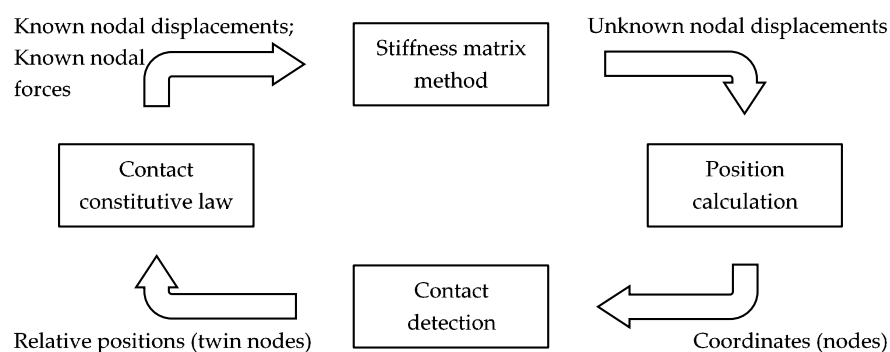 Known nodal displacements;
Known nodal
forces
Stiffness matrix
method
Unknown nodal displacements
Contact
constitutive law
Position
calculation
Contact
detection
Relative positions (twin nodes)
Coordinates (nodes)